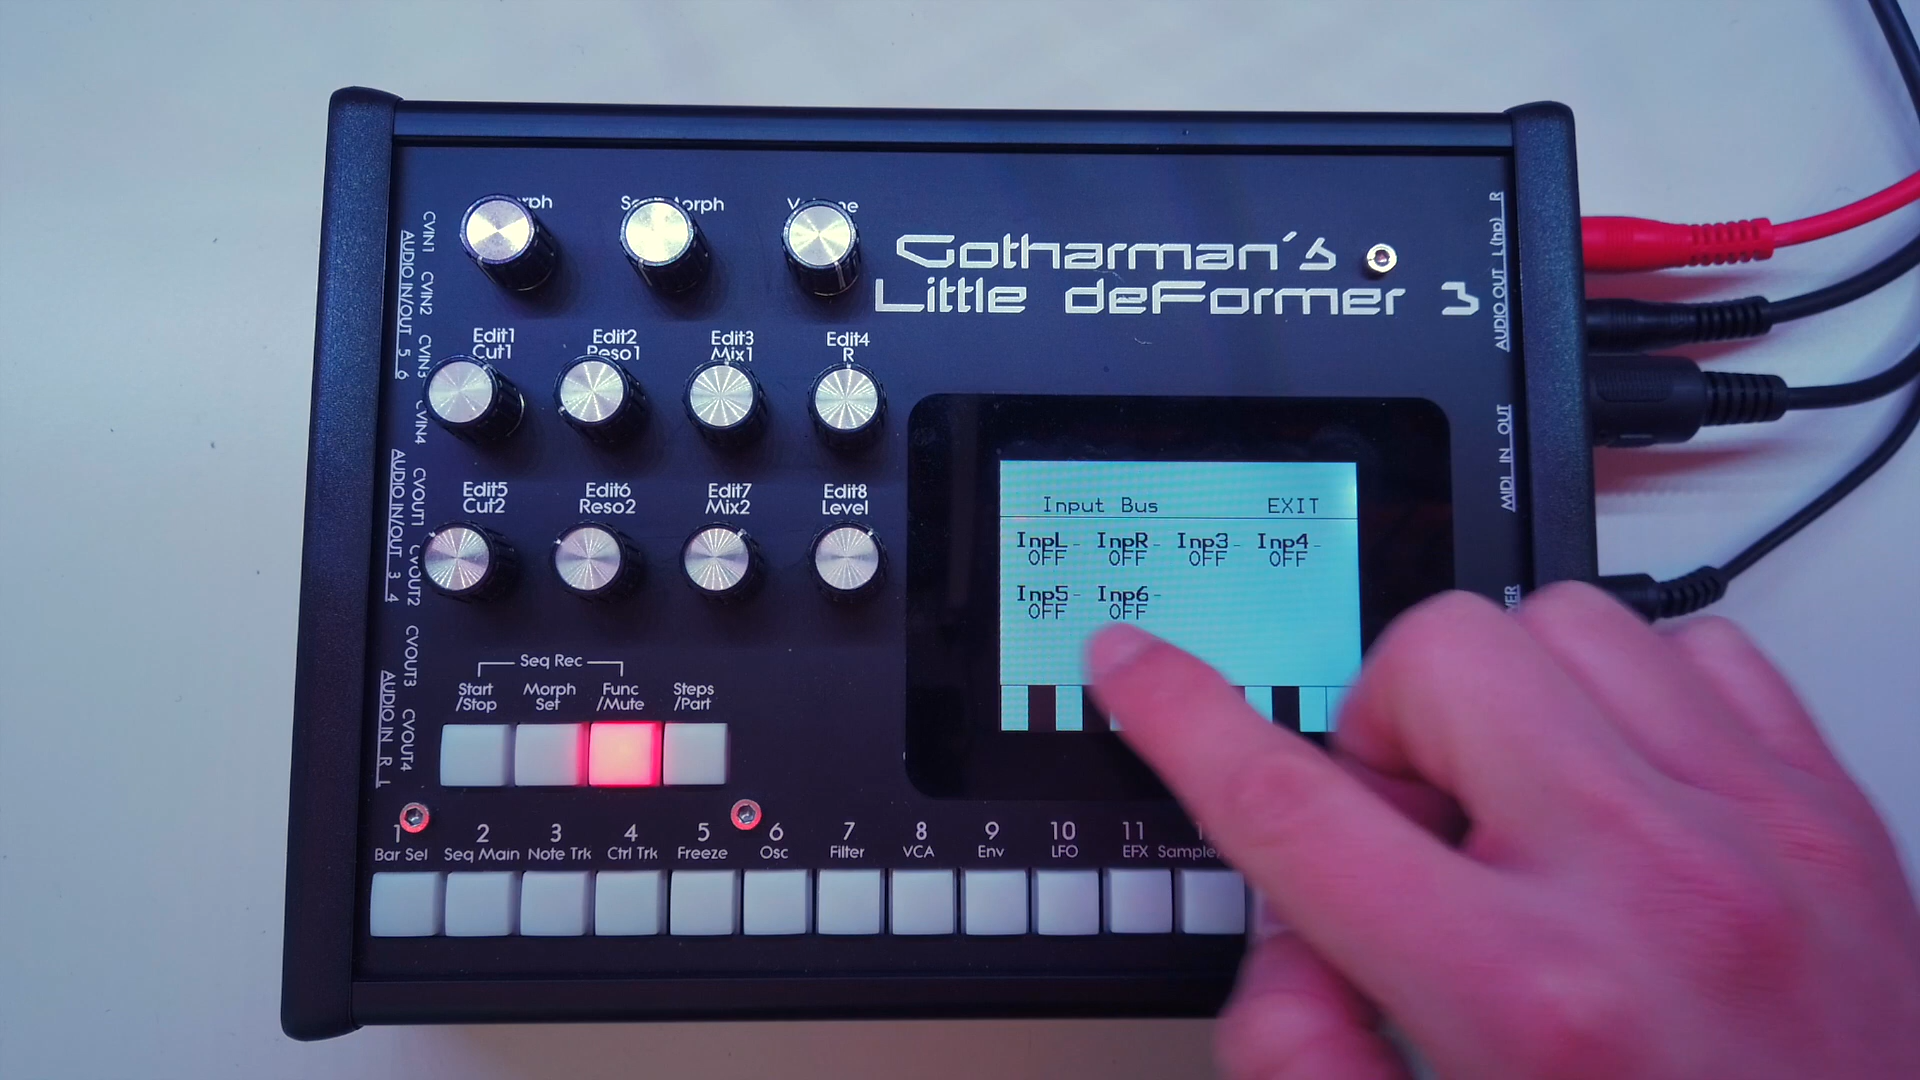 Gotharman's
Little deFormer 3
Edit1
Cut1
Edit2
Reso1
Edit3
Mix1
Edit4
R
Edit5
Cut2
Edit6
Reso2
Edit7
Mix2
Edit8
Level
Seq Rec
Start
/Stop
Morph
Set
Func
/Mute
Steps
/Part
1
Bar Sel
2
Seq Main
3
Note Trk
4
Ctrl Trk
5
Freeze
6
Osc
7
Filter
8
VCA
9
Env
10
LFO
11
EFX
Input Bus EXIT
InpL- InpR- Inp3- Inp4-
OFF OFF OFF OFF
Inp5- Inp6-
OFF OFF
CVIN1 CVIN2 CVIN3 CVIN4 CVOUT1 CVOUT2 CVOUT3 CVOUT4
AUDIO IN/OUT 5 6
AUDIO IN/OUT 3 4
AUDIO IN R L
AUDIO OUT L(hp) R
MIDI IN OUT